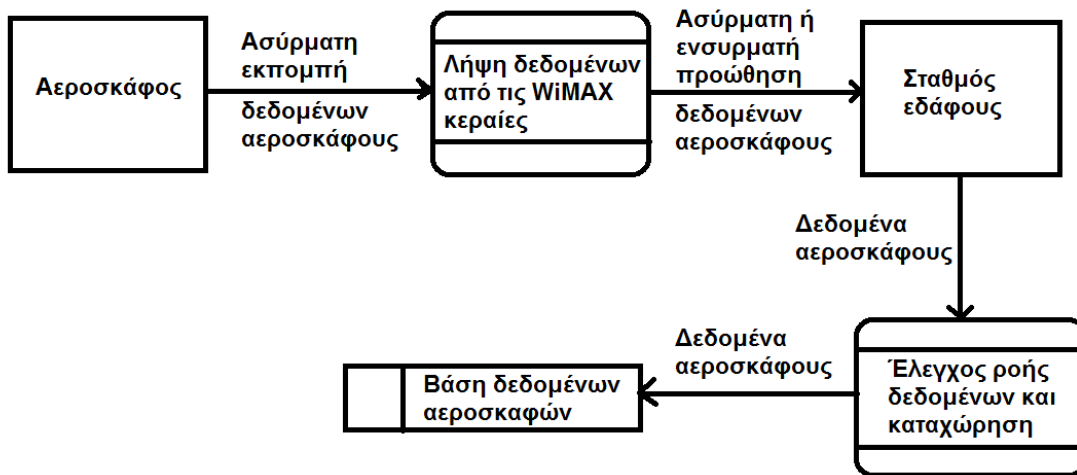 Αεροσκάφος
Ασύρματη
εκπομπή
δεδομένων
αεροσκάφους
Λήψη δεδομένων
από τις WiMAX
κεραίες
Ασύρματη ή
ενσυρματή
προώθηση
δεδομένων
αεροσκάφους
Σταθμός
εδάφους
Δεδομένα
αεροσκάφους
Έλεγχος ροής
δεδομένων και
καταχώρηση
Δεδομένα
αεροσκάφους
Βάση δεδομένων
αεροσκαφών